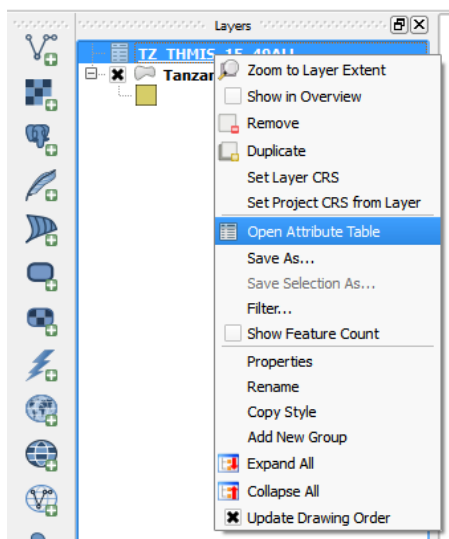 Layers
TZ_THMIS_15_49ALL
Zoom to Layer Extent
Show in Overview
Remove
Duplicate
Set Layer CRS
Set Project CRS from Layer
Open Attribute Table
Save As...
Save Selection As...
Filter...
Show Feature Count
Properties
Rename
Copy Style
Add New Group
Expand All
Collapse All
Update Drawing Order